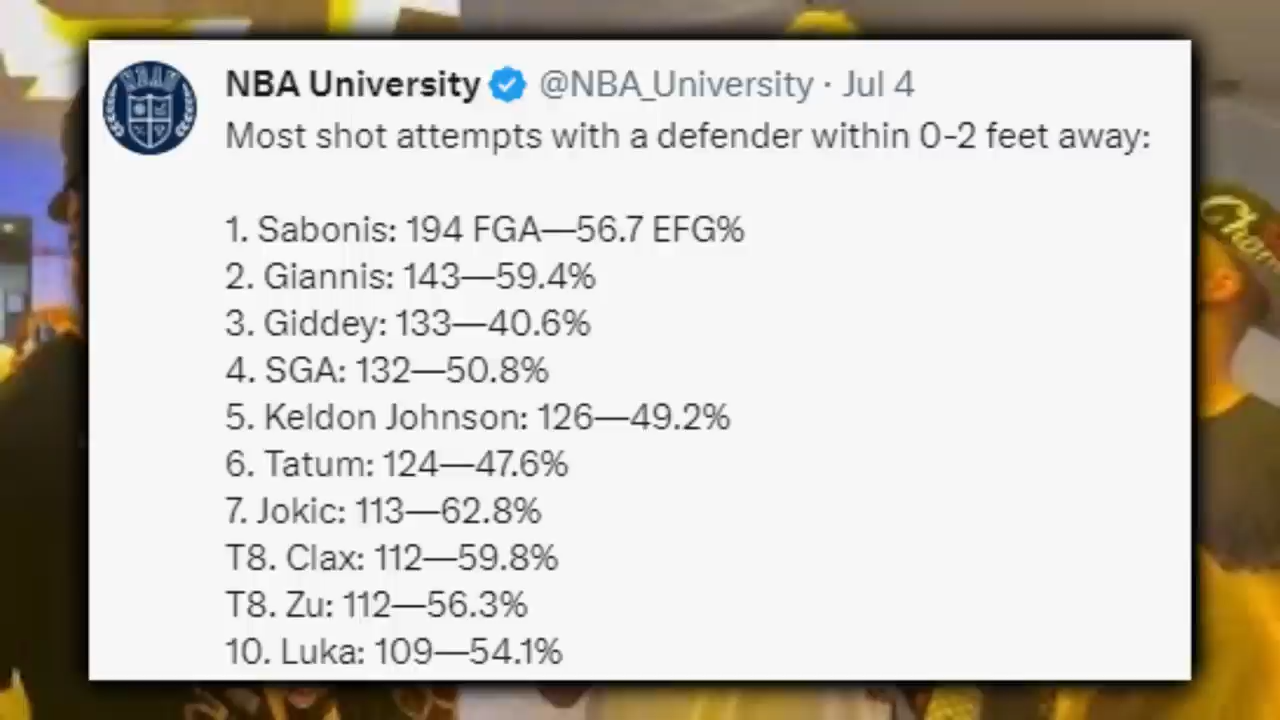 NBA University @NBA_University · Jul 4
Most shot attempts with a defender within 0-2 feet away:
1. Sabonis: 194 FGA—56.7 EFG%
2. Giannis: 143—59.4%
3. Giddey: 133—40.6%
4. SGA: 132—50.8%
5. Keldon Johnson: 126—49.2%
6. Tatum: 124—47.6%
7. Jokic: 113—62.8%
T8. Clax: 112—59.8%
T8. Zu: 112—56.3%
10. Luka: 109—54.1%